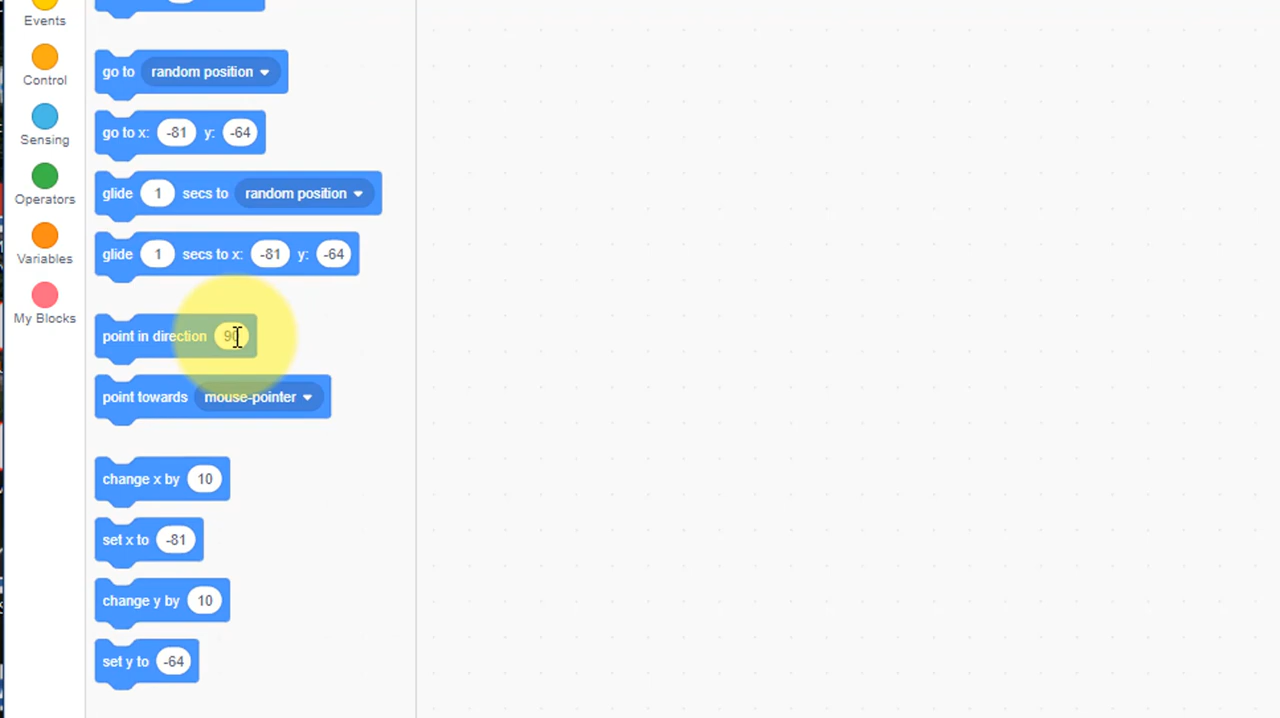 Events
Control
Sensing
Operators
Variables
My Blocks
go to random position
go to x: -81 y: -64
glide 1 secs to random position
glide 1 secs to x: -81 y: -64
point in direction 90
point towards mouse-pointer
change x by 10
set x to -81
change y by 10
set y to -64